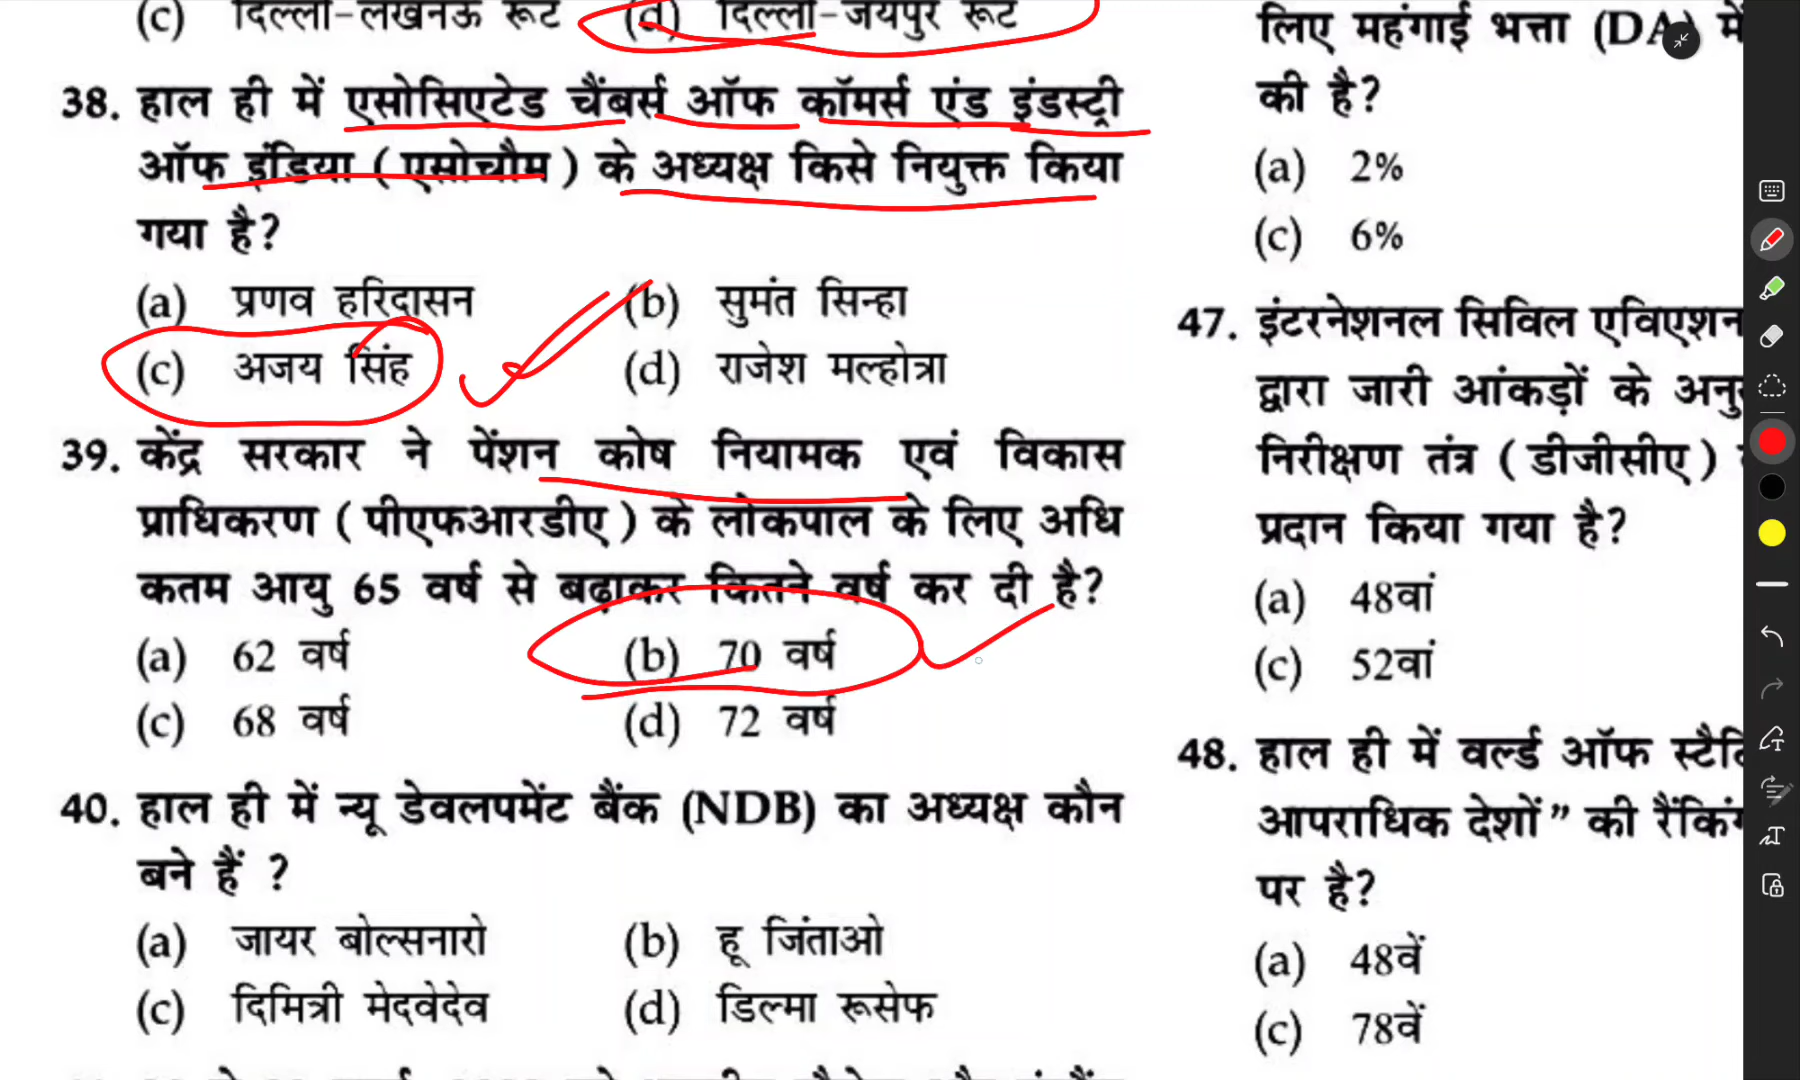 (c) दिल्ली-लखनऊ रूट (d) दिल्ली-जयपुर रूट
38. हाल ही में एसोसिएटेड चैंबर्स ऑफ कॉमर्स एंड इंडस्ट्री
ऑफ इंडिया (एसोचौम) के अध्यक्ष किसे नियुक्त किया
गया है?
(a) प्रणव हरिदासन (b) सुमंत सिन्हा
(c) अजय सिंह (d) राजेश मल्होत्रा
39. केंद्र सरकार ने पेंशन कोष नियामक एवं विकास
प्राधिकरण (पीएफआरडीए) के लोकपाल के लिए अधि
कतम आयु 65 वर्ष से बढ़ाकर कितने वर्ष कर दी है?
(a) 62 वर्ष (b) 70 वर्ष
(c) 68 वर्ष (d) 72 वर्ष
40. हाल ही में न्यू डेवलपमेंट बैंक (NDB) का अध्यक्ष कौन
बने हैं ?
(a) जायर बोल्सनारो (b) हू जिंताओ
(c) दिमित्री मेदवेदेव (d) डिल्मा रूसेफ
लिए महंगाई भत्ता (DA) में
की है?
(a) 2%
(c) 6%
47. इंटरनेशनल सिविल एविएशन
द्वारा जारी आंकड़ों के
निरीक्षण तंत्र (डीजीसीए)
प्रदान किया गया है?
(a) 48वां
(c) 52वां
48. हाल ही में वर्ल्ड ऑफ
आपराधिक देशों” की
पर है?
(a) 48वें
(c) 78वें